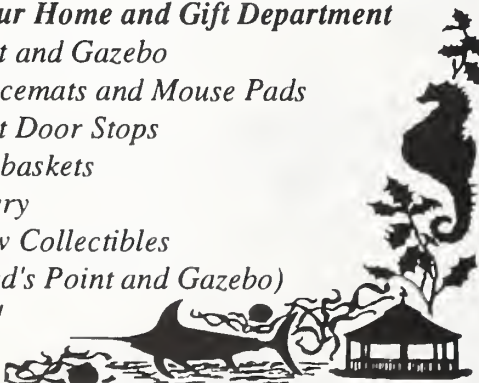 ur Home and Gift Department
t and Gazebo
cemats and Mouse Pads
t Door Stops
baskets
ry
w Collectibles
d's Point and Gazebo)